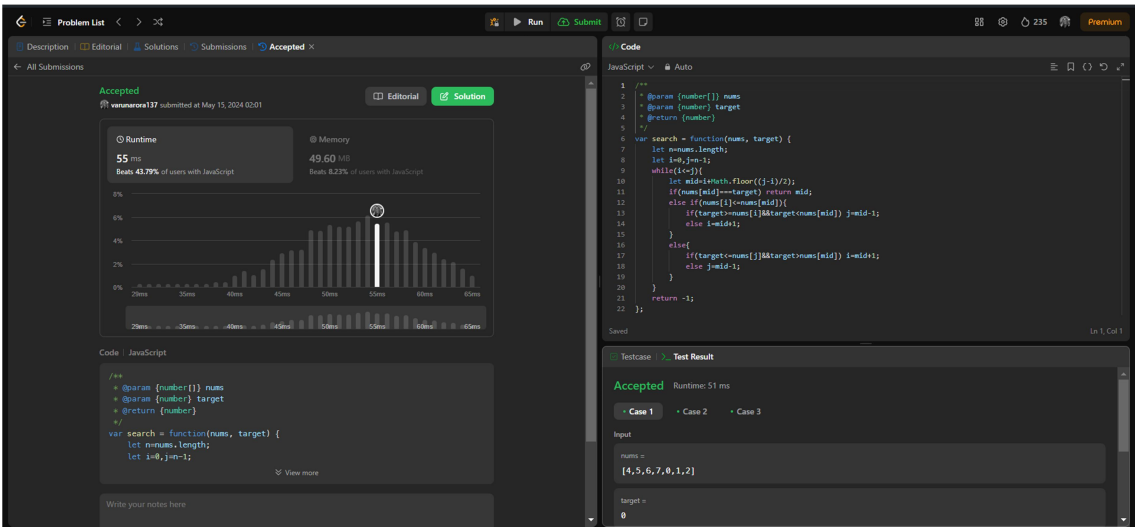 Problem List
Run
Submit
235
Premium
Description
Editorial
Solutions
Submissions
Accepted
All Submissions
Accepted
varunarora137 submitted at May 15, 2024 02:01
Editorial
Solution
Runtime
55 ms
Beats 43.79% of users with JavaScript
Memory
49.60 MB
Beats 8.23% of users with JavaScript
8%
6%
4%
2%
0%
29ms 35ms 40ms 45ms 50ms 55ms 60ms 65ms
29ms 35ms 40ms 45ms 50ms 55ms 60ms 65ms
Code | JavaScript
/**
 * @param {number[]} nums
 * @param {number} target
 * @return {number}
 */
var search = function(nums, target) {
    let n=nums.length;
    let i=0,j=n-1;
View more
Write your notes here
</> Code
JavaScript
Auto
1 /**
2  * @param {number[]} nums
3  * @param {number} target
4  * @return {number}
5  */
6 var search = function(nums, target) {
7     let n=nums.length;
8     let i=0,j=n-1;
9     while(i<=j){
10         let mid=i+Math.floor((j-i)/2);
11         if(nums[mid]===target) return mid;
12         else if(nums[i]<=nums[mid]){
13             if(target>=nums[i]&&target<nums[mid]) j=mid-1;
14             else i=mid+1;
15         }
16         else{
17             if(target<=nums[j]&&target>nums[mid]) i=mid+1;
18             else j=mid-1;
19         }
20     }
21     return -1;
22 };
Saved
Ln 1, Col 1
Testcase
>_ Test Result
Accepted
Runtime: 51 ms
Case 1
Case 2
Case 3
Input
nums =
[4,5,6,7,0,1,2]
target =
0